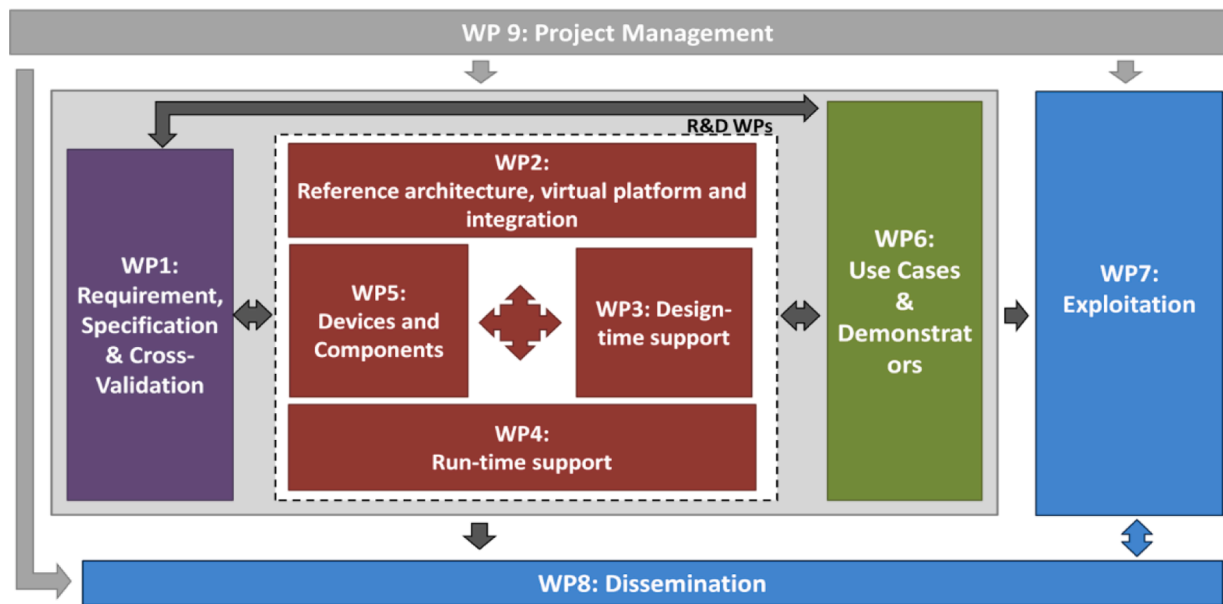 WP 9: Project Management
R&D WPs
WP1:
Requirement,
Specification
& Cross-
Validation
WP2:
Reference architecture, virtual platform and
integration
WP5:
Devices and
Components
WP3: Design-
time support
WP4:
Run-time support
WP6:
Use Cases
&
Demonstrat
ors
WP7:
Exploitation
WP8: Dissemination